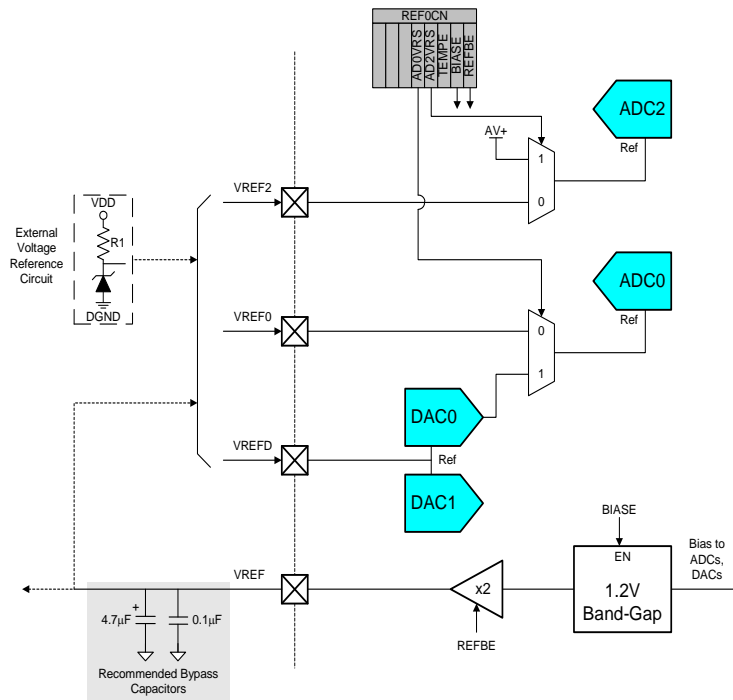 REF0CN
AD0VRS
AD2VRS
TEMPE
BIASE
REFBE
ADC2
Ref
AV+
1
0
VREF2
VDD
R1
DGND
External
Voltage
Reference
Circuit
ADC0
Ref
VREF0
0
1
DAC0
Ref
VREFD
DAC1
BIASE
EN
1.2V
Band-Gap
Bias to
ADCs,
DACs
VREF
x2
REFBE
+
4.7µF
0.1µF
Recommended Bypass
Capacitors